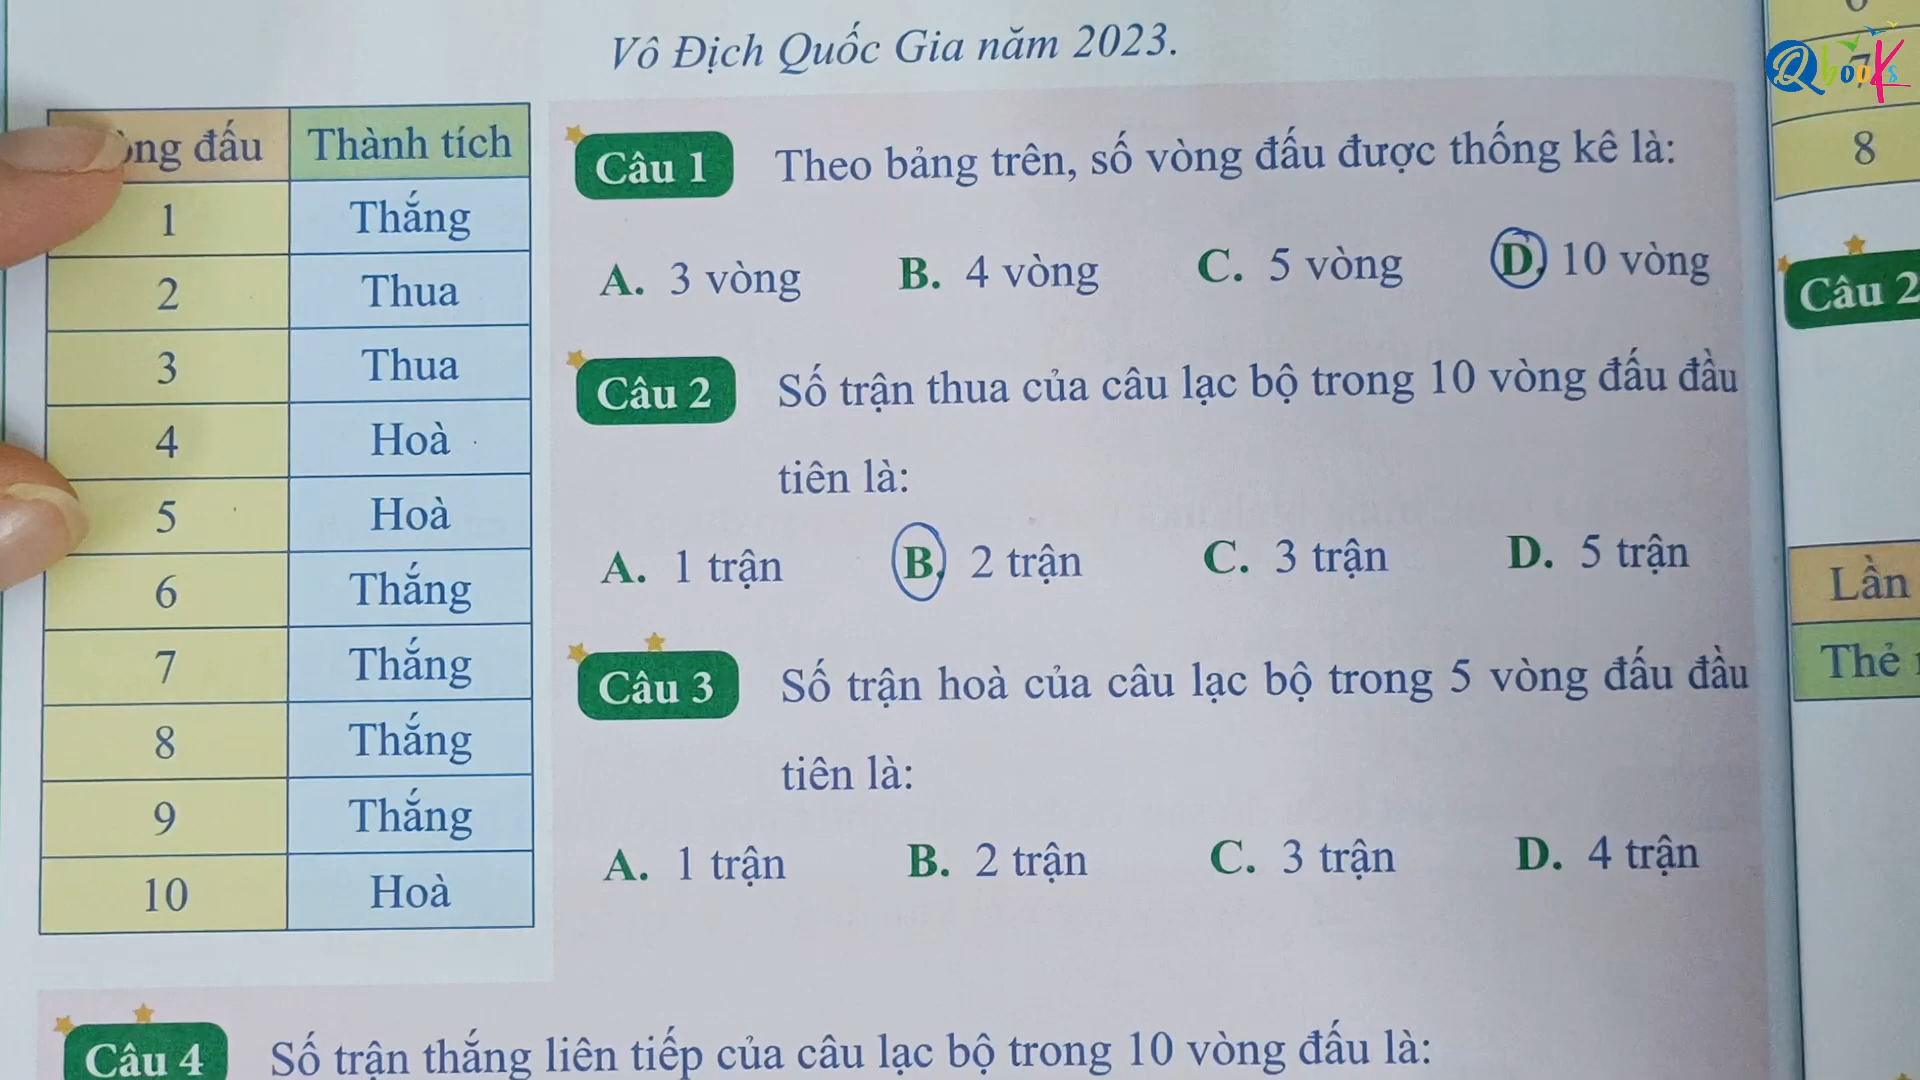 Vô Địch Quốc Gia năm 2023.
Qbooks
đấu Thành tích
1 Thắng
2 Thua
3 Thua
4 Hoà
5 Hoà
6 Thắng
7 Thắng
8 Thắng
9 Thắng
10 Hoà
Câu 1 Theo bảng trên, số vòng đấu được thống kê là:
A. 3 vòng B. 4 vòng C. 5 vòng D. 10 vòng
Câu 2 Số trận thua của câu lạc bộ trong 10 vòng đấu đầu
tiên là:
A. 1 trận B. 2 trận C. 3 trận D. 5 trận
Câu 3 Số trận hoà của câu lạc bộ trong 5 vòng đấu đầu
tiên là:
A. 1 trận B. 2 trận C. 3 trận D. 4 trận
Câu 4 Số trận thắng liên tiếp của câu lạc bộ trong 10 vòng đấu là:
7
8
Câu 2
Lần
Thẻ